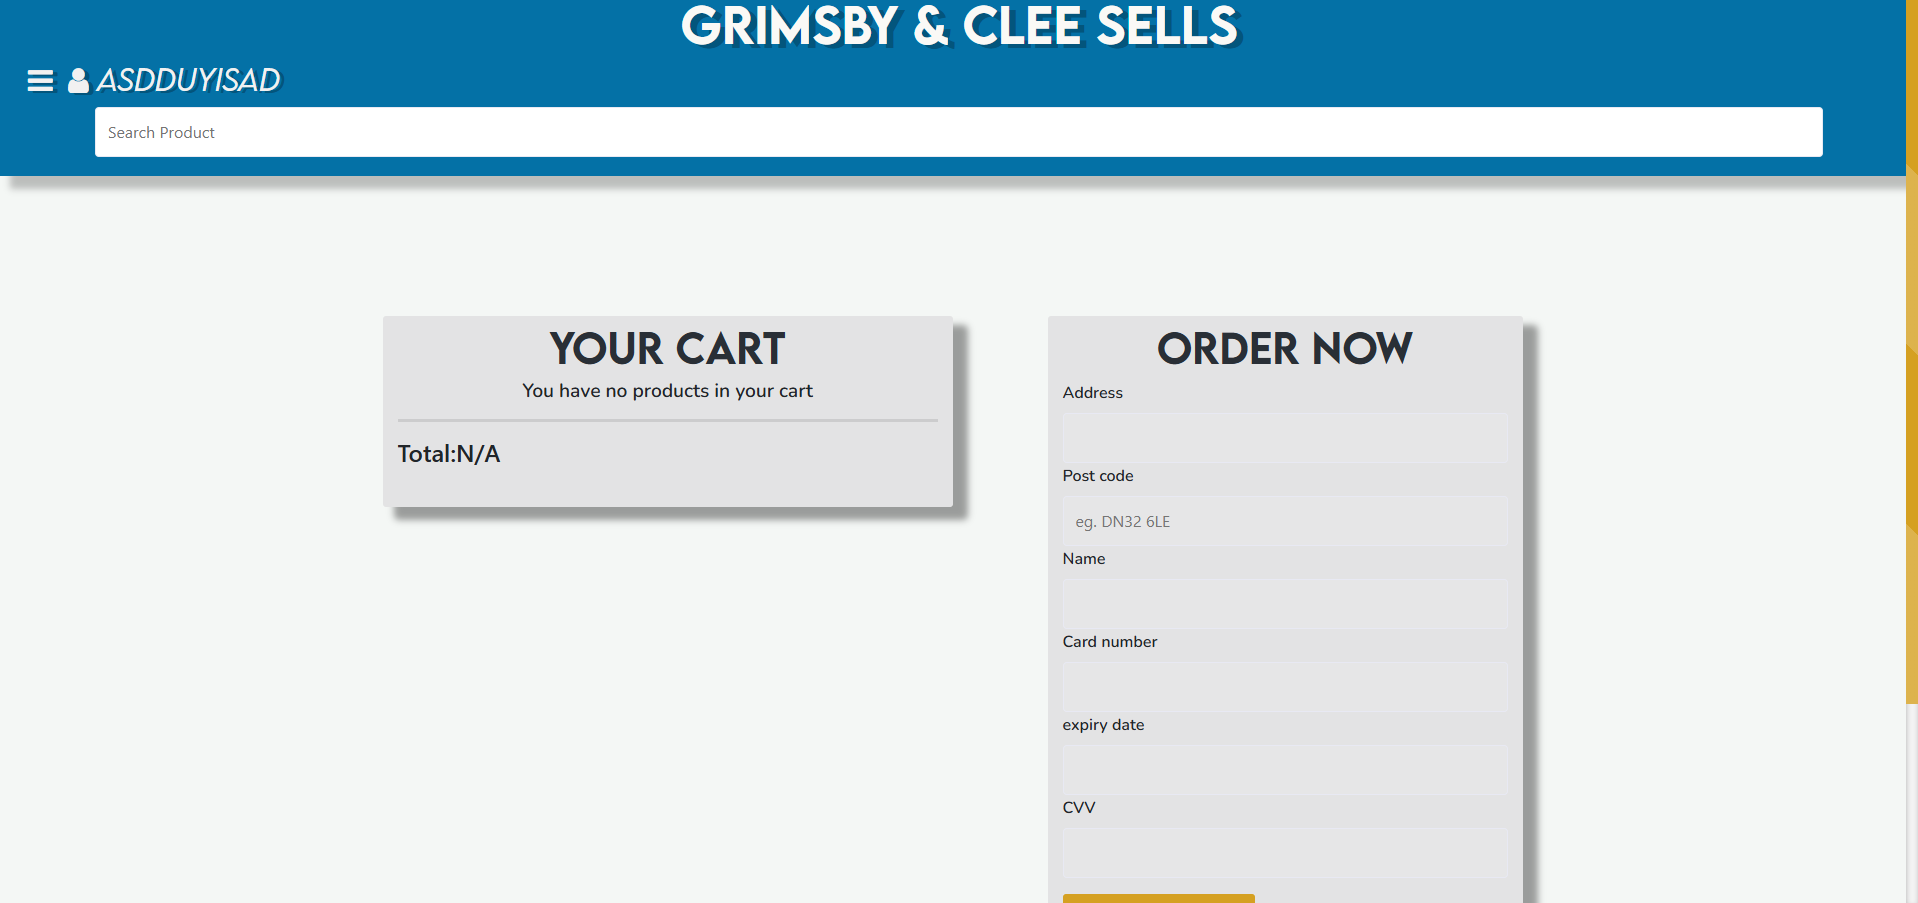 GRIMSBY & CLEE SELLS
ASDDUYISAD
Search Product
YOUR CART
You have no products in your cart
Total:N/A
ORDER NOW
Address
Post code
eg. DN32 6LE
Name
Card number
expiry date
CVV